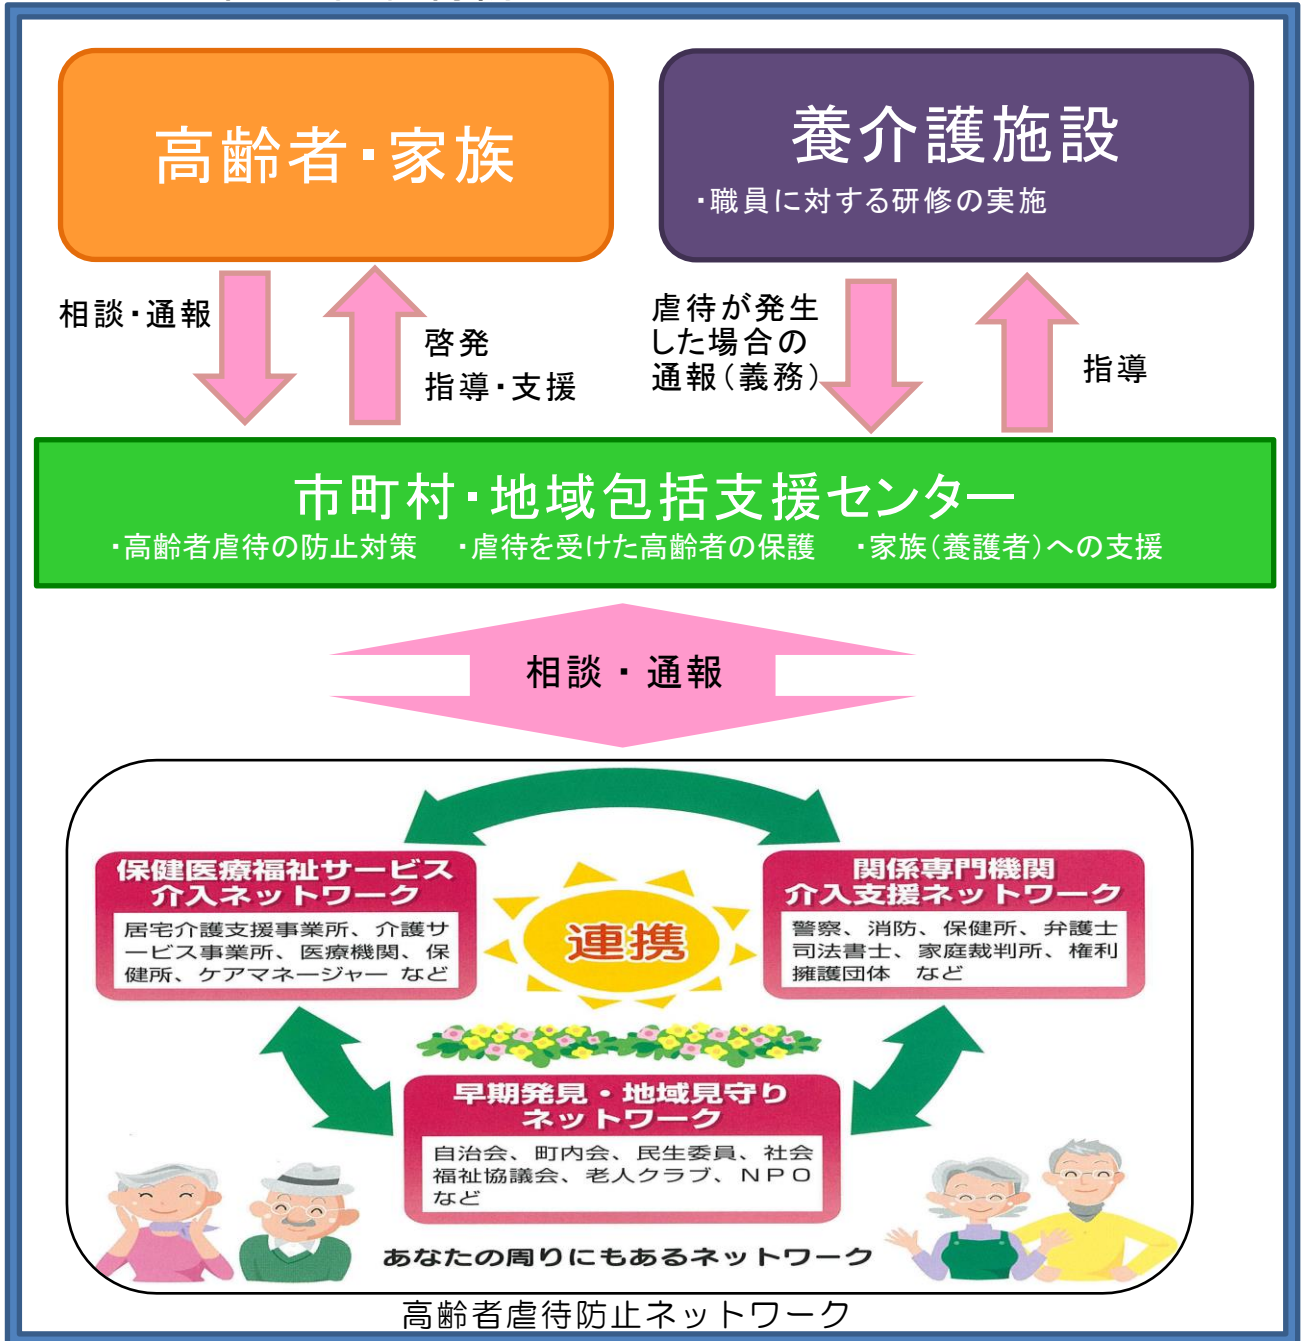 高齢者・家族
養介護施設
・職員に対する研修の実施
相談・通報
啓発
指導・支援
虐待が発生
した場合の
通報(義務)
指導
市町村・地域包括支援センター
・高齢者虐待の防止対策　・虐待を受けた高齢者の保護　・家族(養護者)への支援
相談・通報
保健医療福祉サービス
介入ネットワーク
居宅介護支援事業所、介護サ
ービス事業所、医療機関、保
健所、ケアマネージャー など
関係専門機関
介入支援ネットワーク
警察、消防、保健所、弁護士
司法書士、家庭裁判所、権利
擁護団体　など
連携
早期発見・地域見守り
ネットワーク
自治会、町内会、民生委員、社会
福祉協議会、老人クラブ、ＮＰＯ
など
あなたの周りにもあるネットワーク
高齢者虐待防止ネットワーク